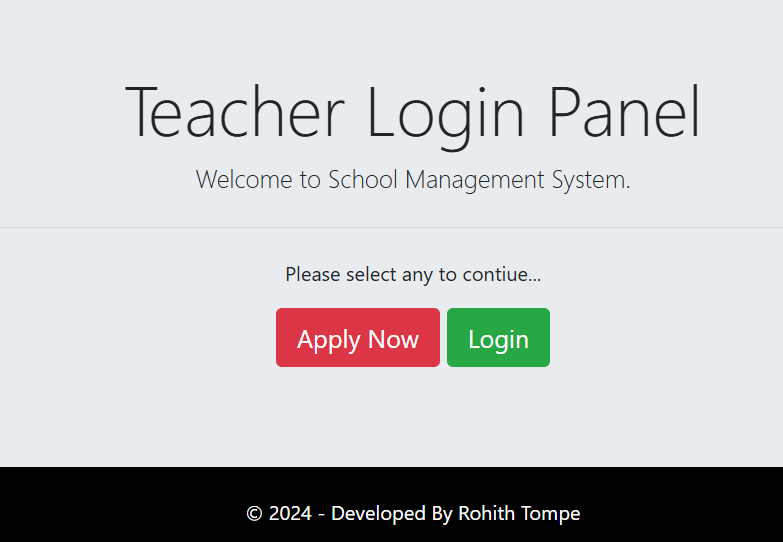 Teacher Login Panel
Welcome to School Management System.
Please select any to contiue...
Apply Now Login
© 2024 - Developed By Rohith Tompe